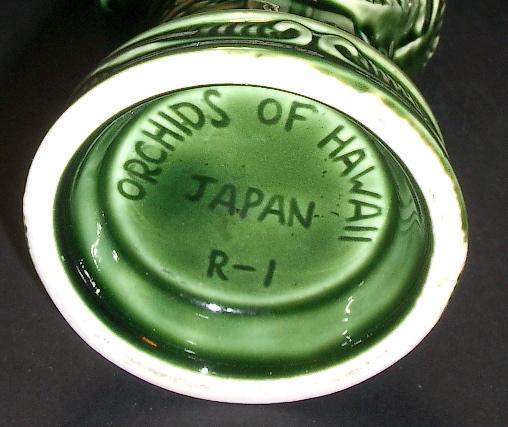 ORCHIDS OF HAWAII
JAPAN
R-1